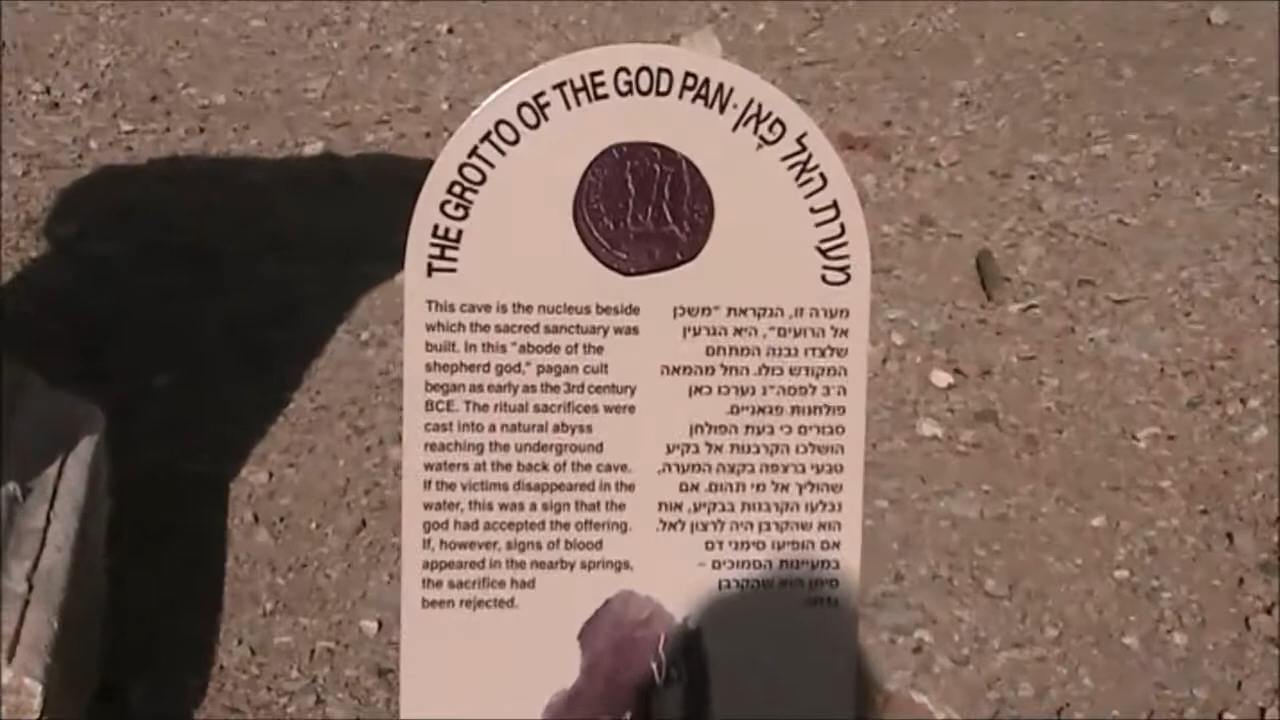 THE GROTTO OF THE GOD PAN · מערת האל פָאן
This cave is the nucleus beside
which the sacred sanctuary was
built. In this "abode of the
shepherd god," pagan cult
began as early as the 3rd century
BCE. The ritual sacrifices were
cast into a natural abyss
reaching the underground
waters at the back of the cave.
If the victims disappeared in the
water, this was a sign that the
god had accepted the offering.
If, however, signs of blood
appeared in the nearby springs,
the sacrifice had
been rejected.
מערה זו, הנקראת "משכן
אל הרועים", היא הגרעין
שלצדו נבנה המתחם
המקודש כולו. החל מהמאה
ה־3 לפסה"נ נערכו כאן
פולחנות פגאניים.
סבורים כי בעת הפולחן
הושלכו הקרבנות אל בקיע
טבעי ברצפה בקצה המערה,
שהוליך אל מי תהום. אם
נבלעו הקרבנות בבקיע, אות
הוא שהקרבן היה לרצון לאל.
אם הופיעו סימני דם
במעיינות הסמוכים –
סימן הוא שהקרבן